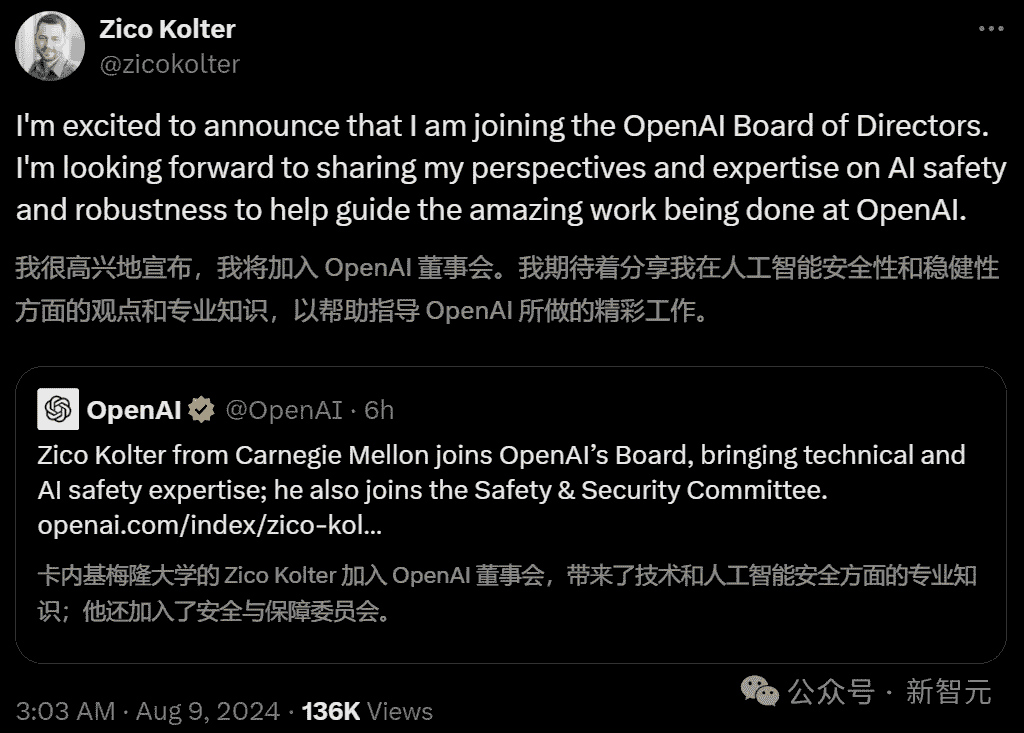 Zico Kolter
@zicokolter
I'm excited to announce that I am joining the OpenAI Board of Directors.
I'm looking forward to sharing my perspectives and expertise on AI safety
and robustness to help guide the amazing work being done at OpenAI.
我很高兴地宣布，我将加入 OpenAI 董事会。我期待着分享我在人工智能安全性和稳健性
方面的观点和专业知识，以帮助指导 OpenAI 所做的精彩工作。
OpenAI @OpenAI · 6h
Zico Kolter from Carnegie Mellon joins OpenAI’s Board, bringing technical and
AI safety expertise; he also joins the Safety & Security Committee.
openai.com/index/zico-kol...
卡内基梅隆大学的 Zico Kolter 加入 OpenAI 董事会，带来了技术和人工智能安全方面的专业知
识；他还加入了安全与保障委员会。
公众号 · 新智元
3:03 AM · Aug 9, 2024 · 136K Views